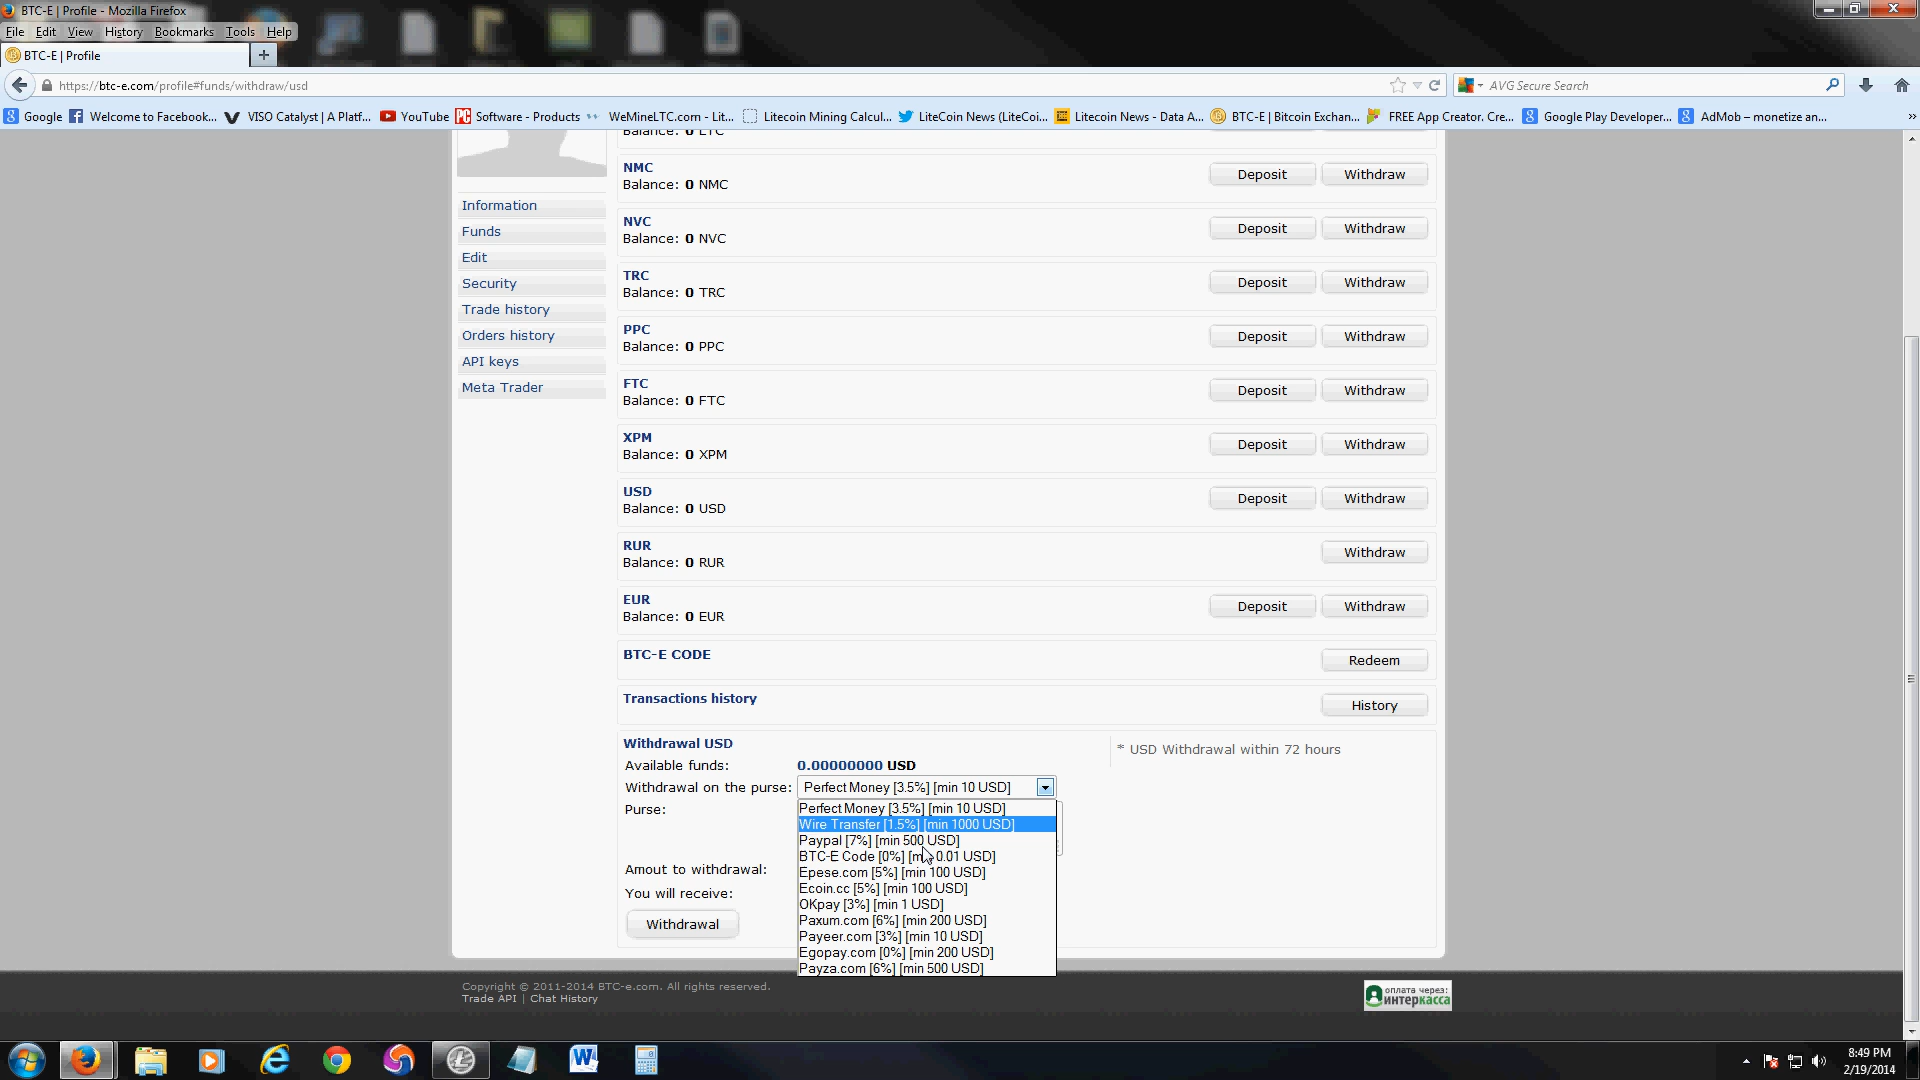 BTC-E | Profile - Mozilla Firefox
File Edit View History Bookmarks Tools Help
BTC-E | Profile
https://btc-e.com/profile#funds/withdraw/usd
AVG Secure Search
Google Welcome to Facebook... VISO Catalyst | A Platf... YouTube Software - Products WeMineLTC.com - Lit... Litecoin Mining Calcul... LiteCoin News (LiteCoi... Litecoin News - Data A... BTC-E | Bitcoin Exchan... FREE App Creator. Cre... Google Play Developer... AdMob – monetize an... »
Balance: 0 LTC
NMC
Balance: 0 NMC
Deposit Withdraw
NVC
Balance: 0 NVC
Deposit Withdraw
TRC
Balance: 0 TRC
Deposit Withdraw
PPC
Balance: 0 PPC
Deposit Withdraw
FTC
Balance: 0 FTC
Deposit Withdraw
XPM
Balance: 0 XPM
Deposit Withdraw
USD
Balance: 0 USD
Deposit Withdraw
RUR
Balance: 0 RUR
Withdraw
EUR
Balance: 0 EUR
Deposit Withdraw
BTC-E CODE
Redeem
Transactions history
History
Information
Funds
Edit
Security
Trade history
Orders history
API keys
Meta Trader
Withdrawal USD
* USD Withdrawal within 72 hours
Available funds: 0.00000000 USD
Withdrawal on the purse: Perfect Money [3.5%] [min 10 USD]
Purse:
Perfect Money [3.5%] [min 10 USD]
Wire Transfer [1.5%] [min 1000 USD]
Paypal [7%] [min 500 USD]
BTC-E Code [0%] 0.01 USD]
Epese.com [5%] [min 100 USD]
Ecoin.cc [5%] [min 100 USD]
OKpay [3%] [min 1 USD]
Paxum.com [6%] [min 200 USD]
Payeer.com [3%] [min 10 USD]
Egopay.com [0%] [min 200 USD]
Payza.com [6%] [min 500 USD]
Amout to withdrawal:
You will receive:
Withdrawal
Copyright © 2011-2014 BTC-e.com. All rights reserved.
Trade API | Chat History
оплата через:
интеркасса
8:49 PM
2/19/2014